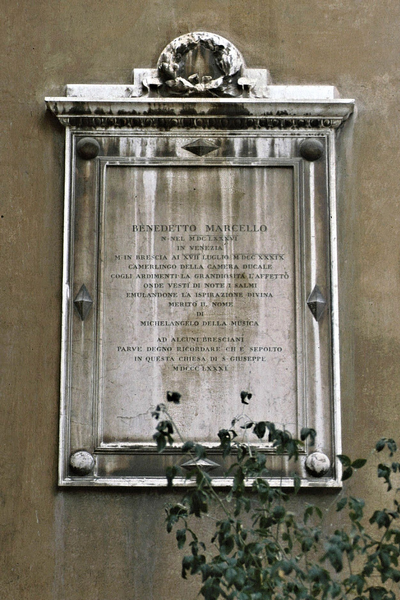 BENEDETTO MARCELLO
N NEL MDCLXXXVI
IN VENEZIA
M IN BRESCIA AI XVII LUGLIO MDCCXXXIX
CAMERLINGO DELLA CAMERA DUCALE
COGLI ARDIMENTI LA GRANDIOSITÀ L'AFFETTO
ONDE VESTÌ DI NOTE I SALMI
EMULANDONE LA ISPIRAZIONE DIVINA
MERITO IL NOME
DI
MICHELANGELO DELLA MUSICA
AD ALCUNI BRESCIANI
PARVE DEGNO RICORDARE CH È SEPOLTO
IN QUESTA CHIESA DI S GIUSEPPE
MDCCCLXXXI